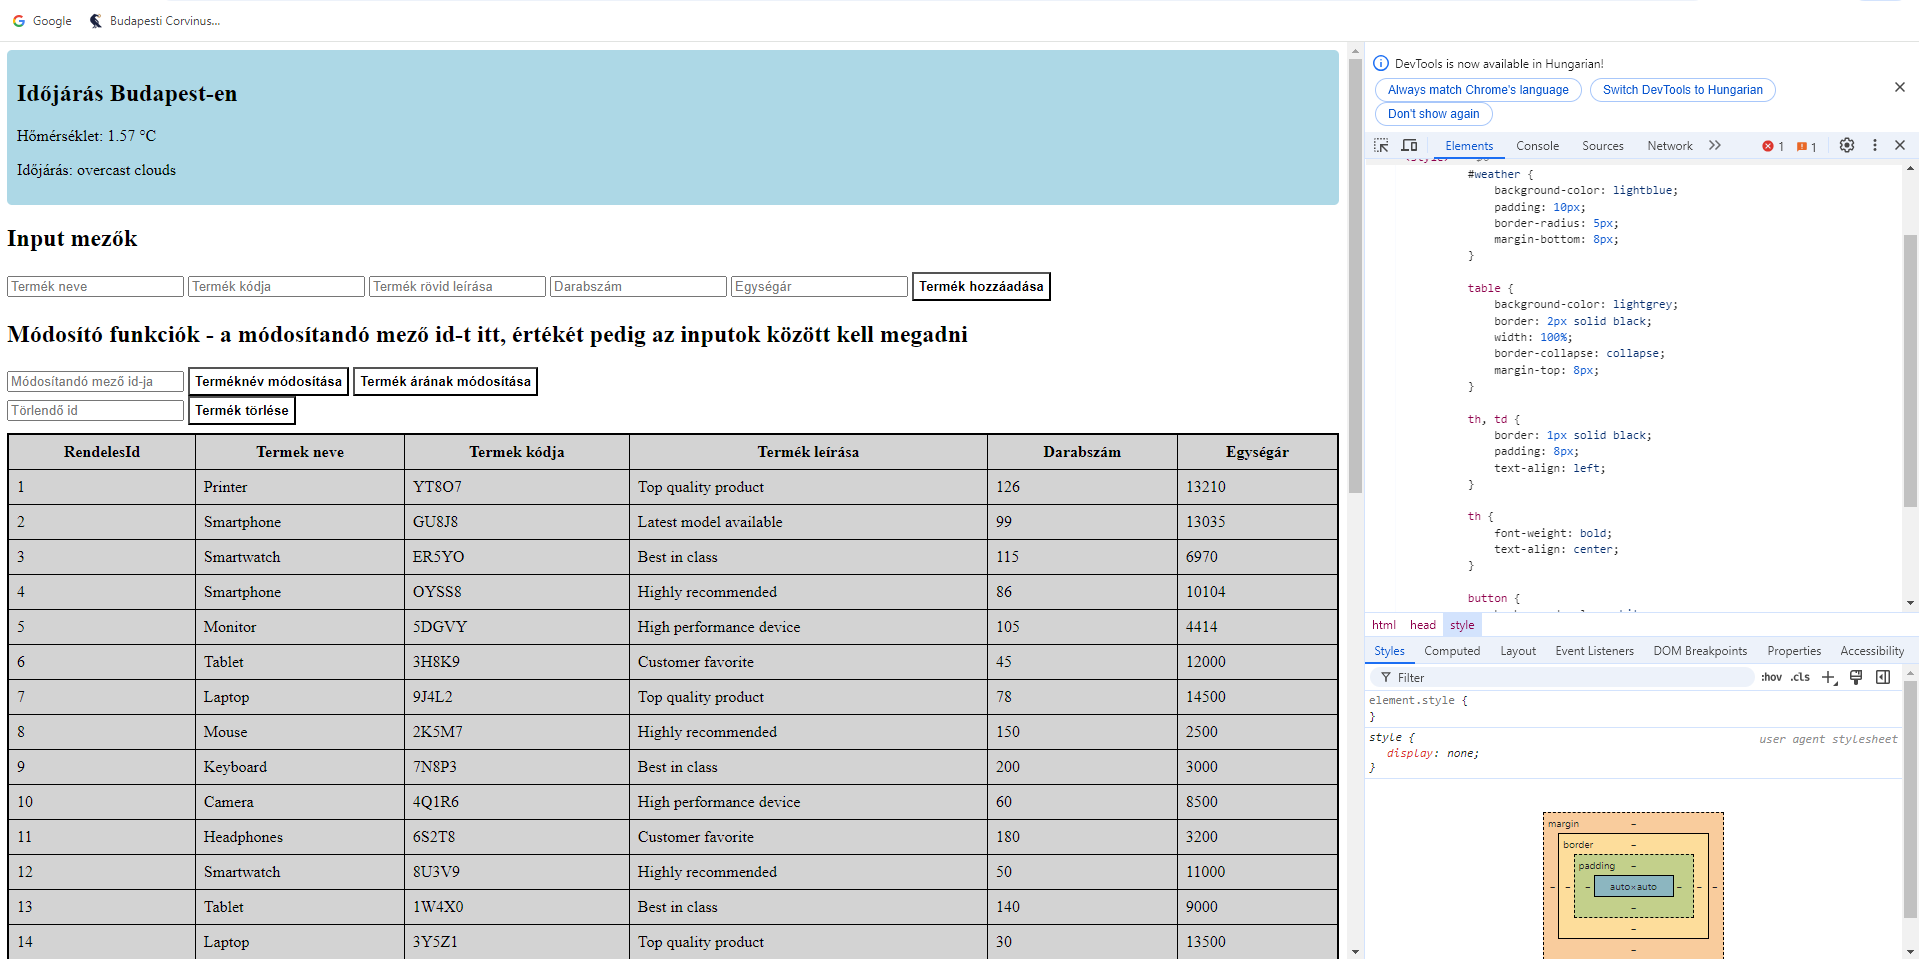 Google Budapesti Corvinus...
Időjárás Budapest-en
Hőmérséklet: 1.57 °C
Időjárás: overcast clouds
Input mezők
Termék neve Termék kódja Termék rövid leírása Darabszám Egységár Termék hozzáadása
Módosító funkciók - a módosítandó mező id-t itt, értékét pedig az inputok között kell megadni
Módosítandó mező id-ja Terméknév módosítása Termék árának módosítása
Törlendő id Termék törlése
RendelesId Termek neve Termek kódja Termék leírása Darabszám Egységár
1 Printer YT8O7 Top quality product 126 13210
2 Smartphone GU8J8 Latest model available 99 13035
3 Smartwatch ER5YO Best in class 115 6970
4 Smartphone OYSS8 Highly recommended 86 10104
5 Monitor 5DGVY High performance device 105 4414
6 Tablet 3H8K9 Customer favorite 45 12000
7 Laptop 9J4L2 Top quality product 78 14500
8 Mouse 2K5M7 Highly recommended 150 2500
9 Keyboard 7N8P3 Best in class 200 3000
10 Camera 4Q1R6 High performance device 60 8500
11 Headphones 6S2T8 Customer favorite 180 3200
12 Smartwatch 8U3V9 Highly recommended 50 11000
13 Tablet 1W4X0 Best in class 140 9000
14 Laptop 3Y5Z1 Top quality product 30 13500
DevTools is now available in Hungarian!
Always match Chrome's language Switch DevTools to Hungarian
Don't show again
Elements Console Sources Network 1 1
#weather {
background-color: lightblue;
padding: 10px;
border-radius: 5px;
margin-bottom: 8px;
}
table {
background-color: lightgrey;
border: 2px solid black;
width: 100%;
border-collapse: collapse;
margin-top: 8px;
}
th, td {
border: 1px solid black;
padding: 8px;
text-align: left;
}
th {
font-weight: bold;
text-align: center;
}
button {
html head style
Styles Computed Layout Event Listeners DOM Breakpoints Properties Accessibility
Filter :hov .cls
element.style {
}
style { user agent stylesheet
display: none;
}
margin –
border –
padding –
– – – auto×auto – – –
–
–
–